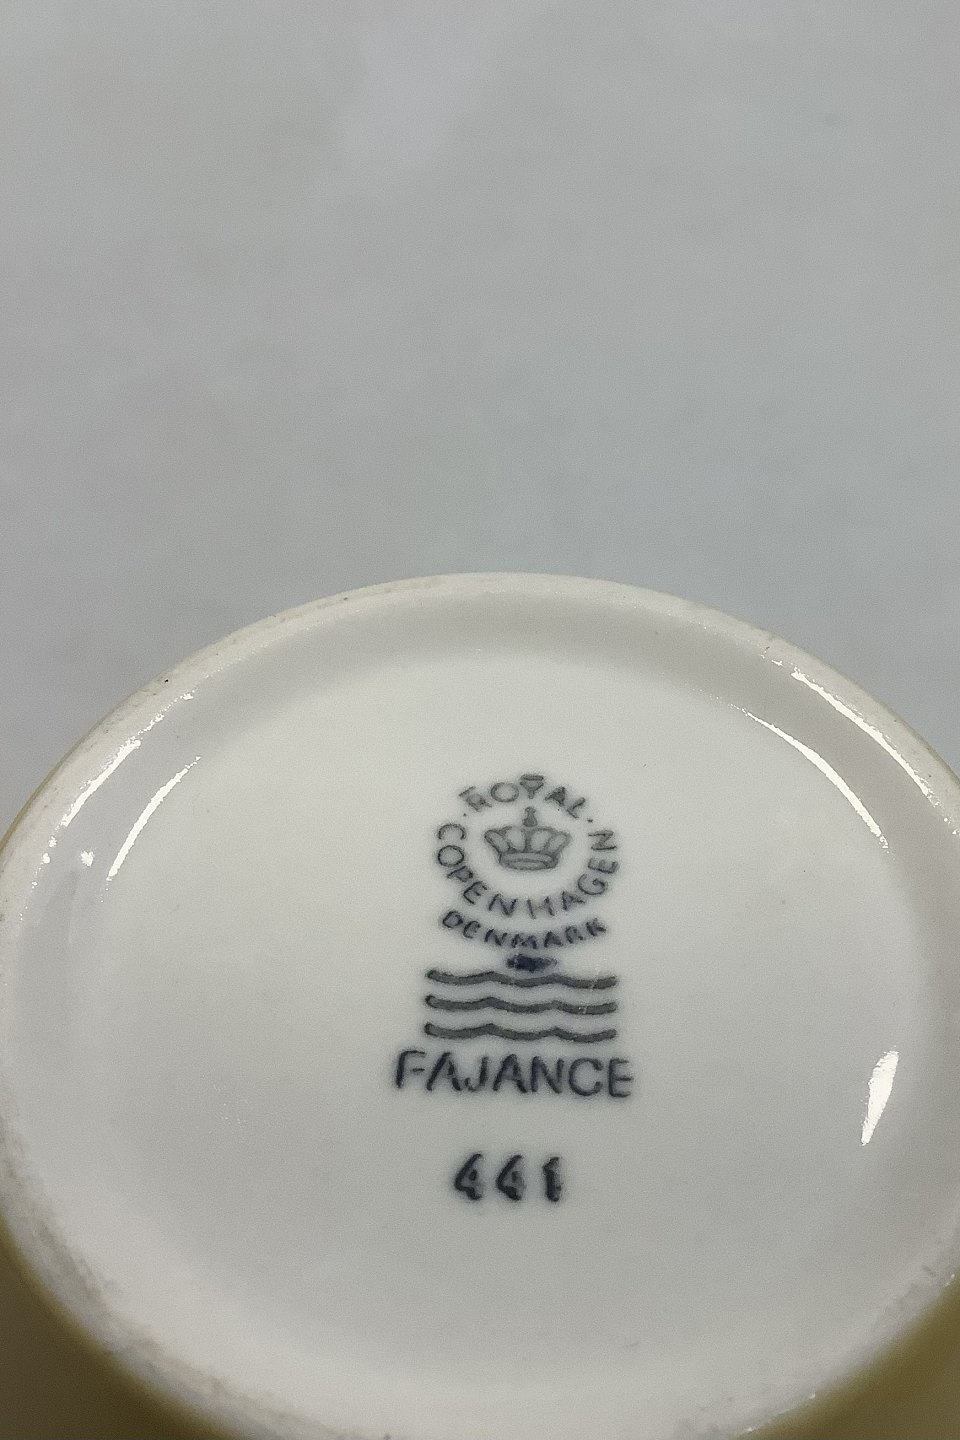 ROYAL
COPENHAGEN
DENMARK
FAJANCE
441